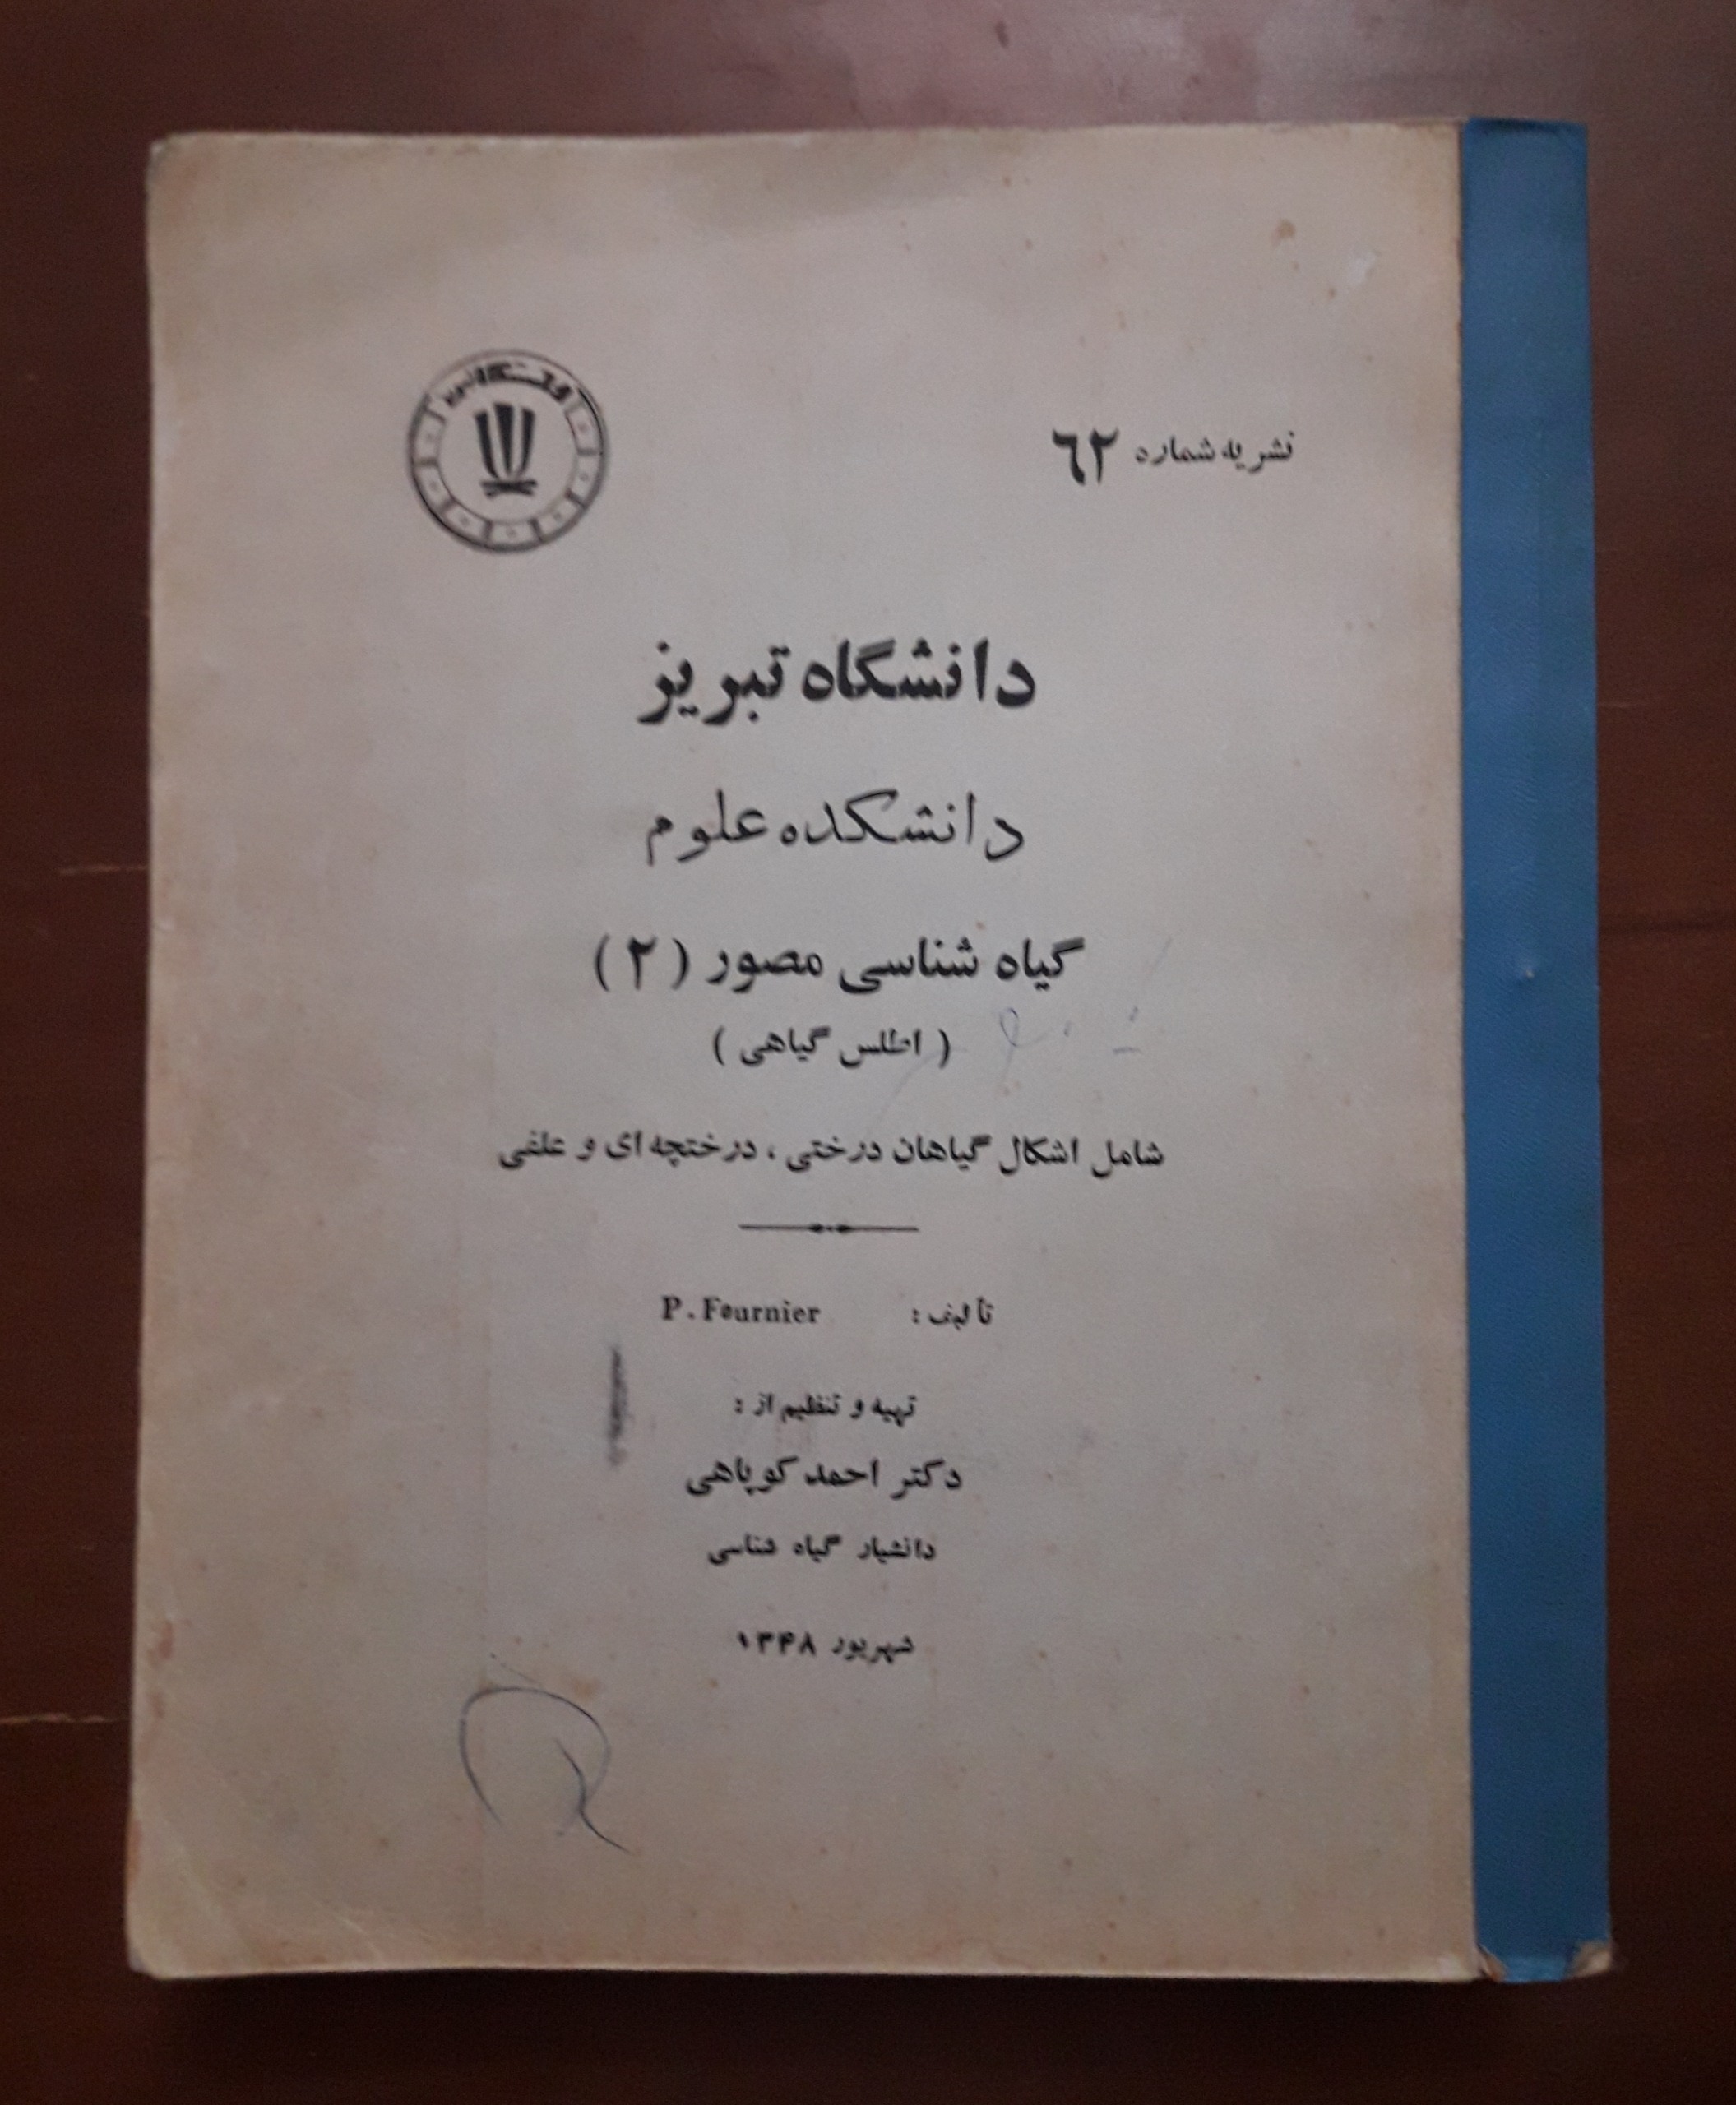 نشریه شماره ۶۲
دانشگاه تبریز
دانشکده علوم
گیاه شناسی مصور ( ۲ )
( اطلس گیاهی )
شامل اشکال گیاهان درختی ، درختچه ای و علفی
تألیف : P. Fournier
تهیه و تنظیم از :
دکتر احمد کوپاهی
دانشیار گیاه شناسی
شهریور ۱۳۴۸